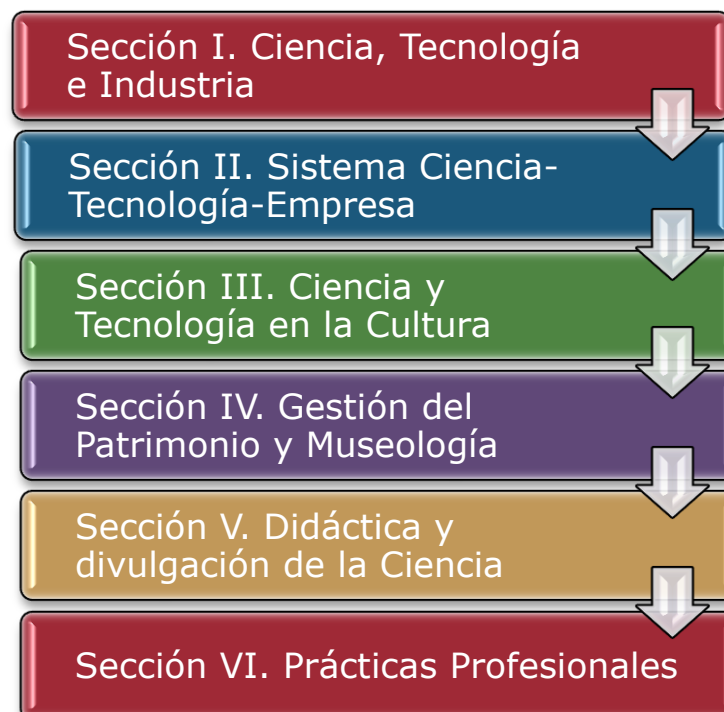 Sección I. Ciencia, Tecnología
e Industria
Sección II. Sistema Ciencia-
Tecnología-Empresa
Sección III. Ciencia y
Tecnología en la Cultura
Sección IV. Gestión del
Patrimonio y Museología
Sección V. Didáctica y
divulgación de la Ciencia
Sección VI. Prácticas Profesionales